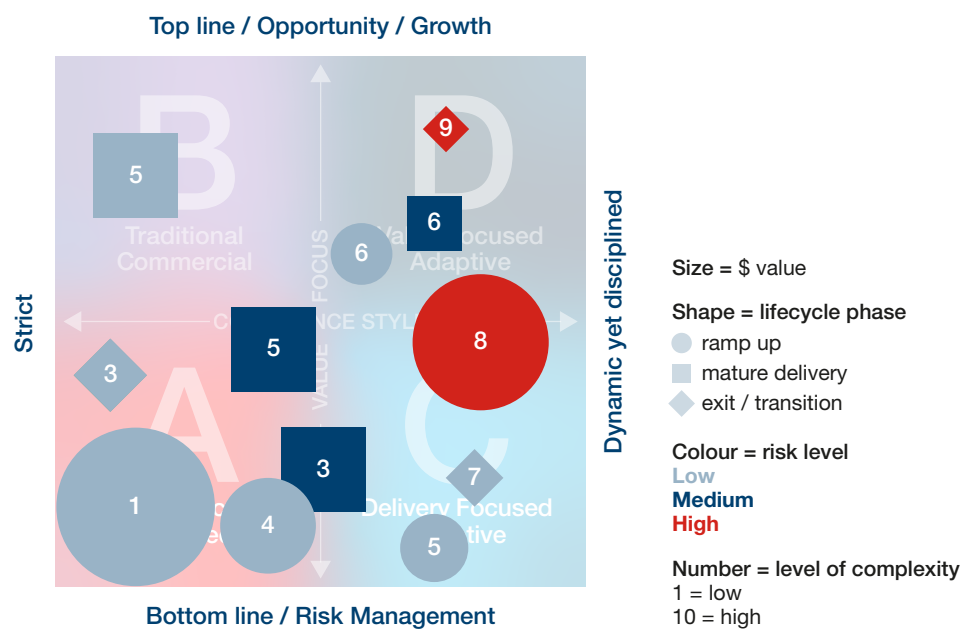 Top line / Opportunity / Growth
B
D
9
5
6
Traditional
Commercial
6
Focused
Adaptive
VALUE FOCUS
Strict
Dynamic yet disciplined
STYLE
5
8
3
A
C
3
7
1
4
Delivery Focused
5
Bottom line / Risk Management
Size = $ value
Shape = lifecycle phase
ramp up
mature delivery
exit / transition
Colour = risk level
Low
Medium
High
Number = level of complexity
1 = low
10 = high